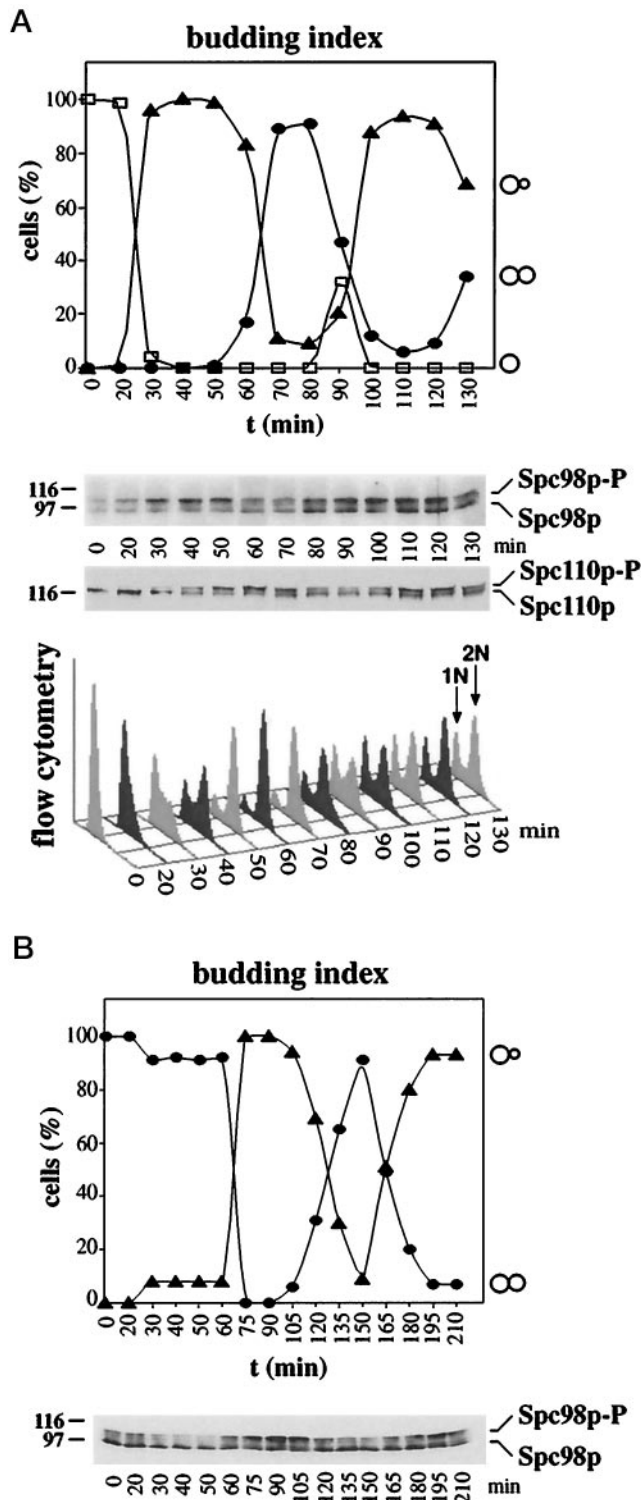 A
budding index
cells (%)
100
80
60
40
20
0
0 20 30 40 50 60 70 80 90 100 110 120 130
t (min)
116
97
Spc98p-P
Spc98p
0 20 30 40 50 60 70 80 90 100 110 120 130 min
116
Spc110p-P
Spc110p
flow cytometry
1N
2N
0 20 30 40 50 60 70 80 90 100 110 120 130 min
B
budding index
cells (%)
100
80
60
40
20
0
0 20 30 40 50 60 75 90 105 120 135 150 165 180 195 210
t (min)
116
97
Spc98p-P
Spc98p
0 20 30 40 50 60 75 90 105 120 135 150 165 180 195 210 min